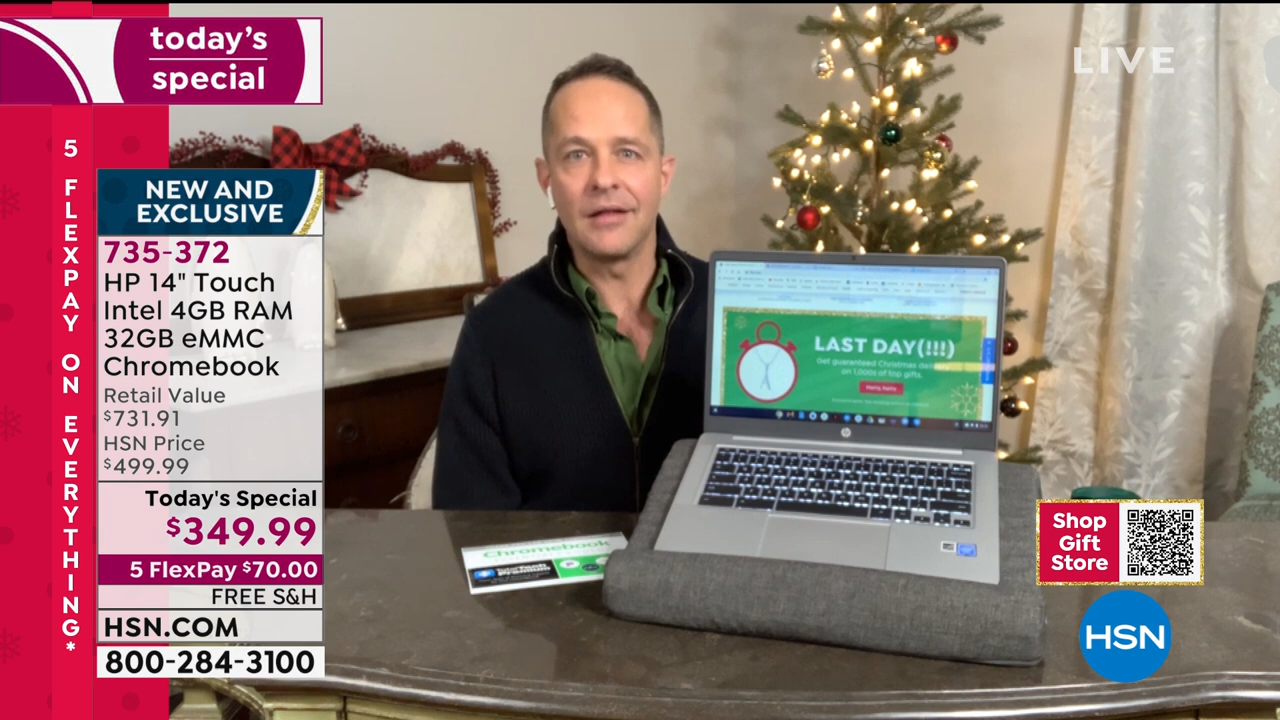 today's
special
LIVE
5 FLEXPAY ON EVERYTHING*
NEW AND
EXCLUSIVE
735-372
HP 14" Touch
Intel 4GB RAM
32GB eMMC
Chromebook
Retail Value
$731.91
HSN Price
$499.99
Today's Special
$349.99
5 FlexPay $70.00
FREE S&H
HSN.COM
800-284-3100
LAST DAY(!!!)
Get guaranteed Christmas
on 1,000s of top gifts.
hp
Chromebook
Shop
Gift
Store
HSN